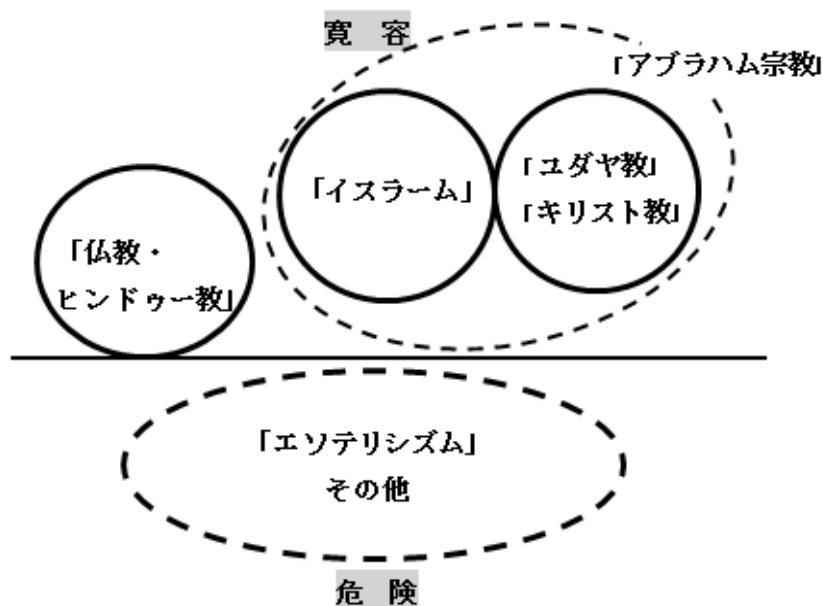 寛 容
「アブラハム宗教」
「イスラーム」
「ユダヤ教」
「キリスト教」
「仏教・
ヒンドゥー教」
「エソテリシズム」
その他
危 険